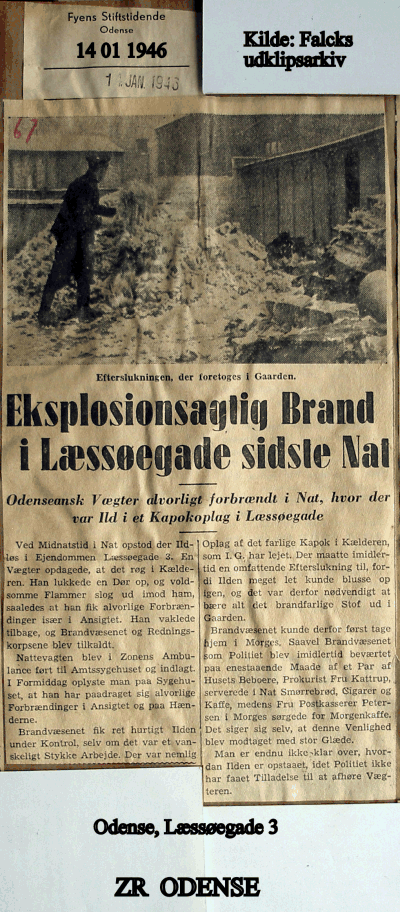 Fyens Stiftstidende
Odense
14 01 1946
JAN. 1946
Kilde: Falcks
udklipsarkiv
67
Efterslukningen, der foretoges i Gaarden.
Eksplosionsagtig Brand
i Læssøegade sidste Nat
Odenseansk Vægter alvorligt forbrændt i Nat, hvor der
var Ild i et Kapokoplag i Læssøegade
Ved Midnatstid i Nat opstod der Ild-
løs i Ejendommen Læssøegade 3. En
Vægter opdagede, at det røg i Kælde-
ren. Han lukkede en Dør op, og vold-
somme Flammer slog ud imod ham,
saaledes at han fik alvorlige Forbræn-
dinger især i Ansigtet. Han vaklede
tilbage, og Brandvæsenet og Rednings-
korpsene blev tilkaldt.
Nattevagten blev i Zonens Ambu-
lance ført til Amtssygehuset og indlagt.
I Formiddag oplyste man paa Sygehu-
set, at han har paadraget sig alvorlige
Forbrændinger i Ansigtet og paa Hæn-
derne.
Brandvæsenet fik ret hurtigt Ilden
under Kontrol, selv om det var et van-
skeligt Stykke Arbejde. Der var nemlig
Oplag af det farlige Kapok i Kælderen,
som I. G. har lejet. Der maatte imidler-
tid en omfattende Efterslukning til, for-
di Ilden meget let kunde blusse op
igen, og det var derfor nødvendigt at
bære alt det brandfarlige Stof ud i
Gaarden.
Brandvæsenet kunde derfor først tage
hjem i Morges. Saavel Brandvæsenet
som Politiet blev imidlertid beværtet
paa enestaaende Maade af et Par af
Husets Beboere, Prokurist Fru Kattrup,
serverede i Nat Smørrebrød, Cigarer og
Kaffe, medens Fru Postkasserer Peter-
sen i Morges sørgede for Morgenkaffe.
Det siger sig selv, at denne Venlighed
blev modtaget med stor Glæde.
Man er endnu ikke klar over, hvor-
dan Ilden er opstaaet, idet Politiet ikke
har faaet Tilladelse til at afhøre Væg-
teren.
Odense, Læssøegade 3
ZR ODENSE